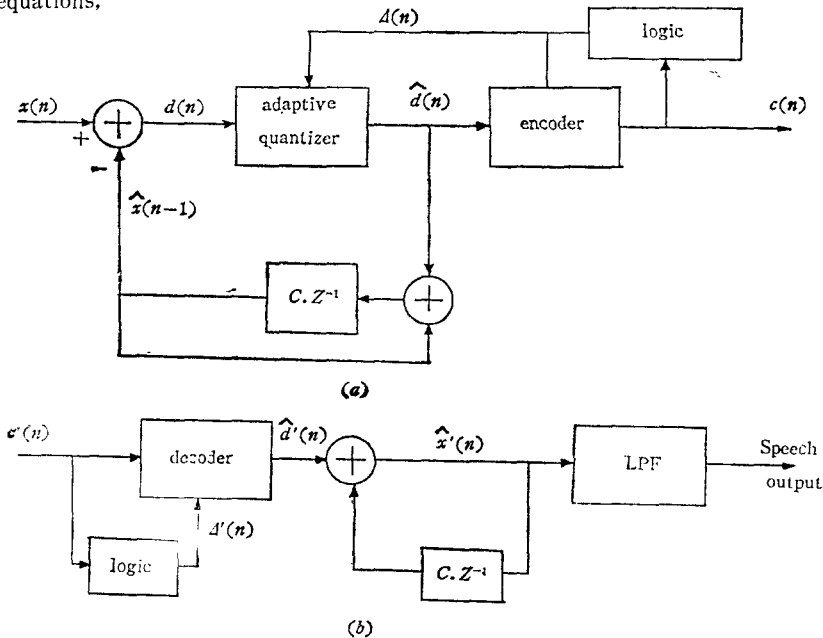 equations,
Δ(n)
logic
x(n)
d(n)
adaptive
quantizer
d̂(n)
encoder
c(n)
+
+
−
x̂(n−1)
C.Z⁻¹
+
(a)
c'(n)
decoder
d̂'(n)
+
x̂'(n)
LPF
Speech
output
Δ'(n)
logic
C.Z⁻¹
(b)